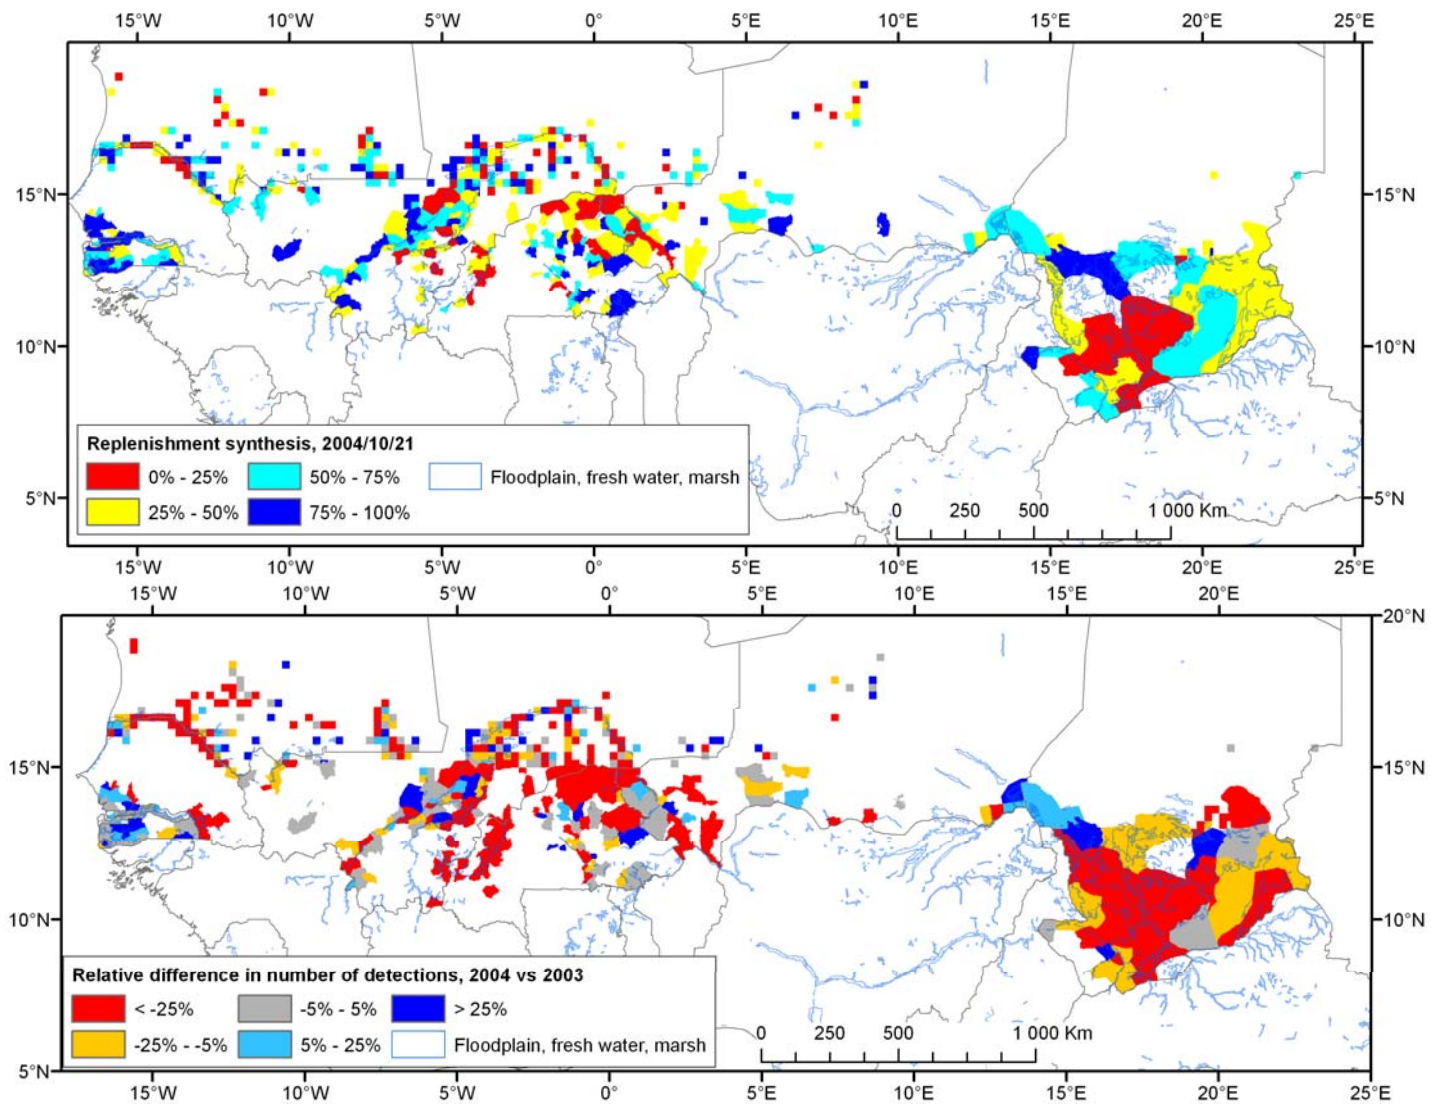 15°W 10°W 5°W 0° 5°E 10°E 15°E 20°E 25°E
15°N 15°N
10°N 10°N
5°N 5°N
Replenishment synthesis, 2004/10/21
0% - 25% 50% - 75% Floodplain, fresh water, marsh
25% - 50% 75% - 100%
0 250 500 1 000 Km
15°W 10°W 5°W 0° 5°E 10°E 15°E 20°E 25°E
15°W 10°W 5°W 0° 5°E 10°E 15°E 20°E
20°N
15°N 15°N
10°N 10°N
Relative difference in number of detections, 2004 vs 2003
< -25% -5% - 5% > 25%
-25% - -5% 5% - 25% Floodplain, fresh water, marsh
0 250 500 1 000 Km
5°N 5°N
15°W 10°W 5°W 0° 5°E 10°E 15°E 20°E 25°E